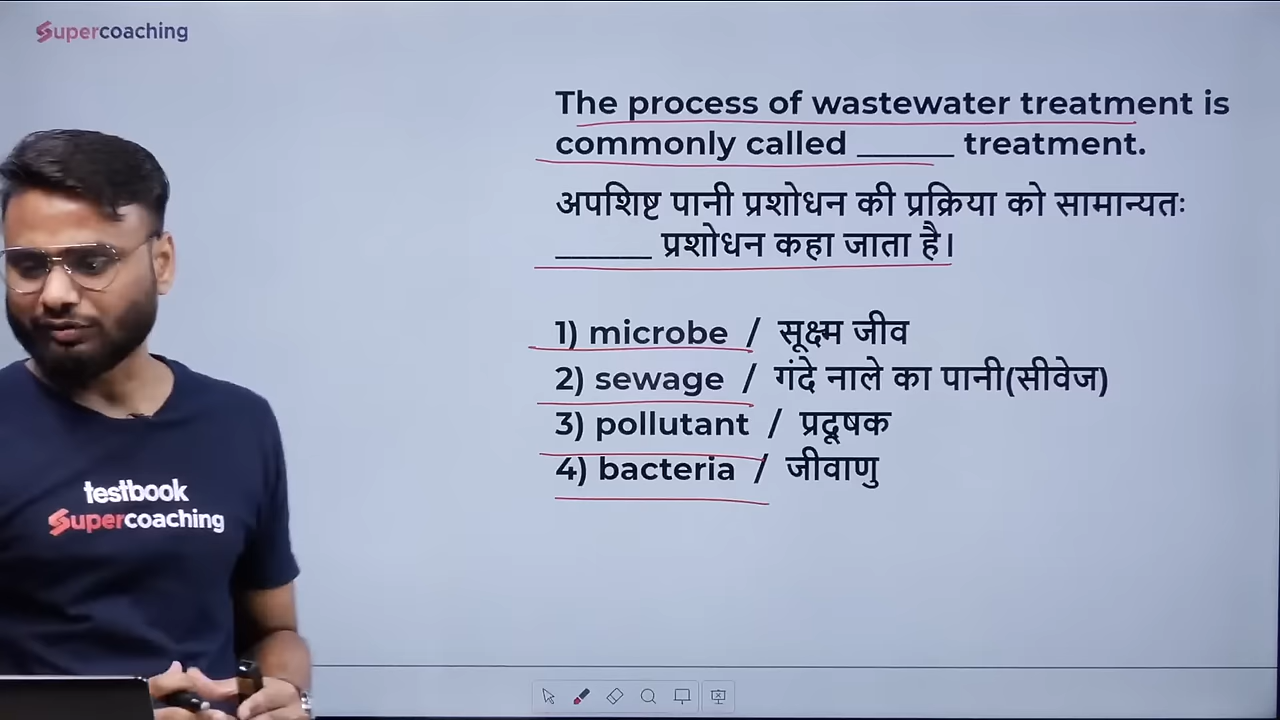 Supercoaching
The process of wastewater treatment is
commonly called ______ treatment.
अपशिष्ट पानी प्रशोधन की प्रक्रिया को सामान्यतः
______ प्रशोधन कहा जाता है।
1) microbe / सूक्ष्म जीव
2) sewage / गंदे नाले का पानी(सीवेज)
3) pollutant / प्रदूषक
4) bacteria / जीवाणु
testbook
Supercoaching